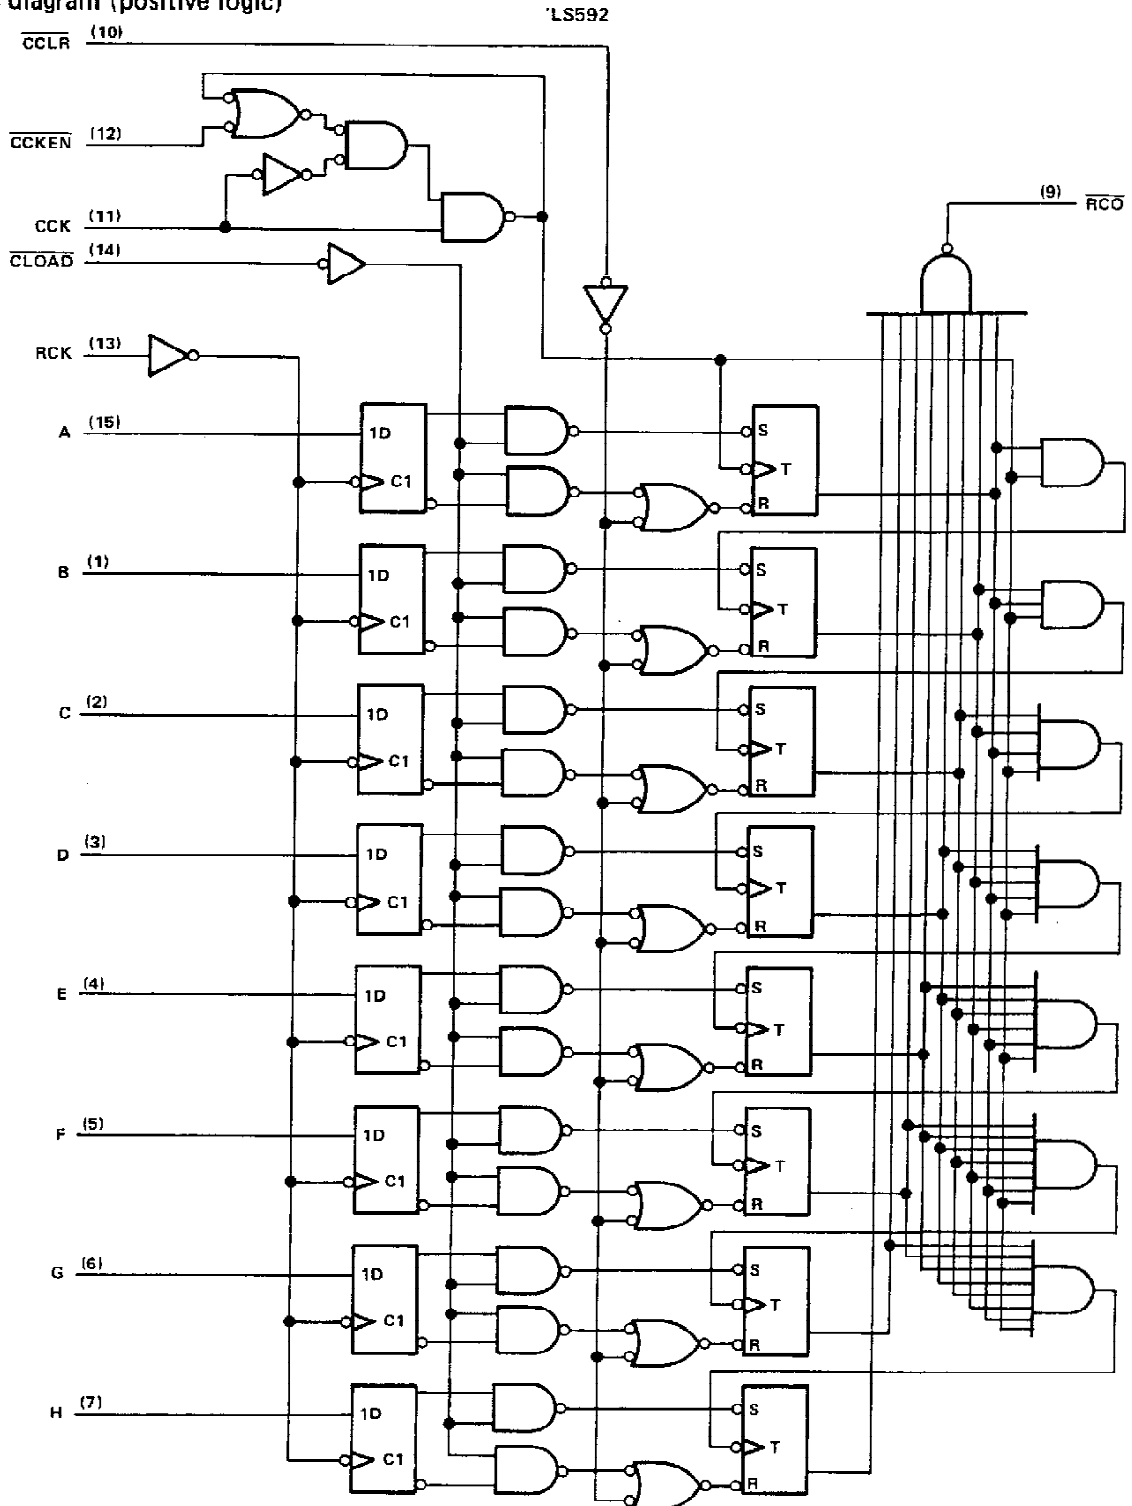 diagram (positive logic)
'LS592
CCLR (10)
CCKEN (12)
CCK (11)
CLOAD (14)
(9) RCO
RCK (13)
A (15) 1D C1 S T R
B (1) 1D C1 S T R
C (2) 1D C1 S T R
D (3) 1D C1 S T R
E (4) 1D C1 S T R
F (5) 1D C1 S T R
G (6) 1D C1 S T R
H (7) 1D C1 S T R